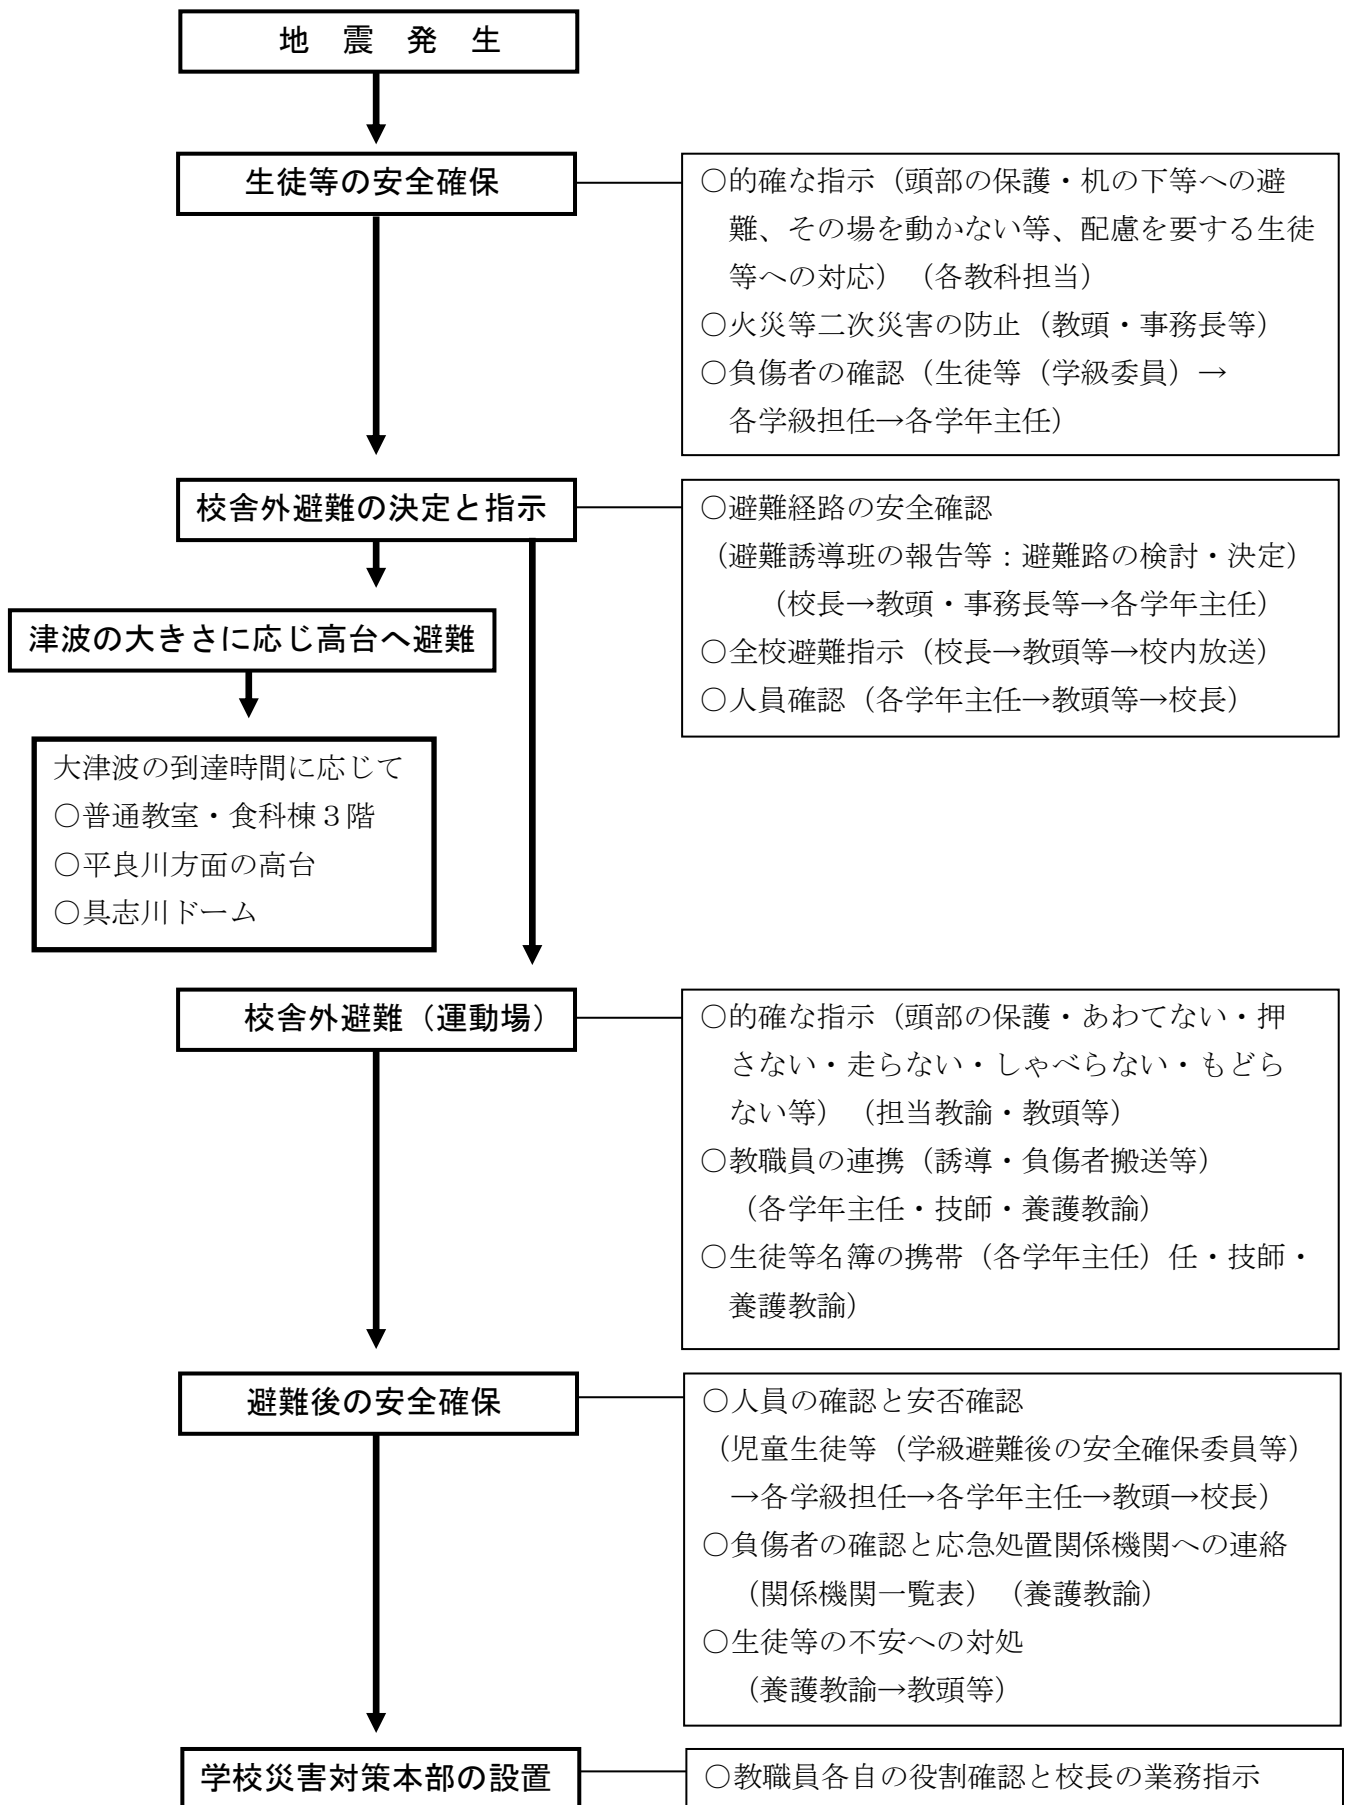 地　震　発　生
生徒等の安全確保
○的確な指示（頭部の保護・机の下等への避
難、その場を動かない等、配慮を要する生徒
等への対応）（各教科担当）
○火災等二次災害の防止（教頭・事務長等）
○負傷者の確認（生徒等（学級委員）→
各学級担任→各学年主任）
校舎外避難の決定と指示
○避難経路の安全確認
（避難誘導班の報告等：避難路の検討・決定）
（校長→教頭・事務長等→各学年主任）
○全校避難指示（校長→教頭等→校内放送）
○人員確認（各学年主任→教頭等→校長）
津波の大きさに応じ高台へ避難
大津波の到達時間に応じて
○普通教室・食科棟３階
○平良川方面の高台
○具志川ドーム
校舎外避難（運動場）
○的確な指示（頭部の保護・あわてない・押
さない・走らない・しゃべらない・もどら
ない等）（担当教諭・教頭等）
○教職員の連携（誘導・負傷者搬送等）
（各学年主任・技師・養護教諭）
○生徒等名簿の携帯（各学年主任）任・技師・
養護教諭）
避難後の安全確保
○人員の確認と安否確認
（児童生徒等（学級避難後の安全確保委員等）
→各学級担任→各学年主任→教頭→校長）
○負傷者の確認と応急処置関係機関への連絡
（関係機関一覧表）（養護教諭）
○生徒等の不安への対処
（養護教諭→教頭等）
学校災害対策本部の設置
○教職員各自の役割確認と校長の業務指示